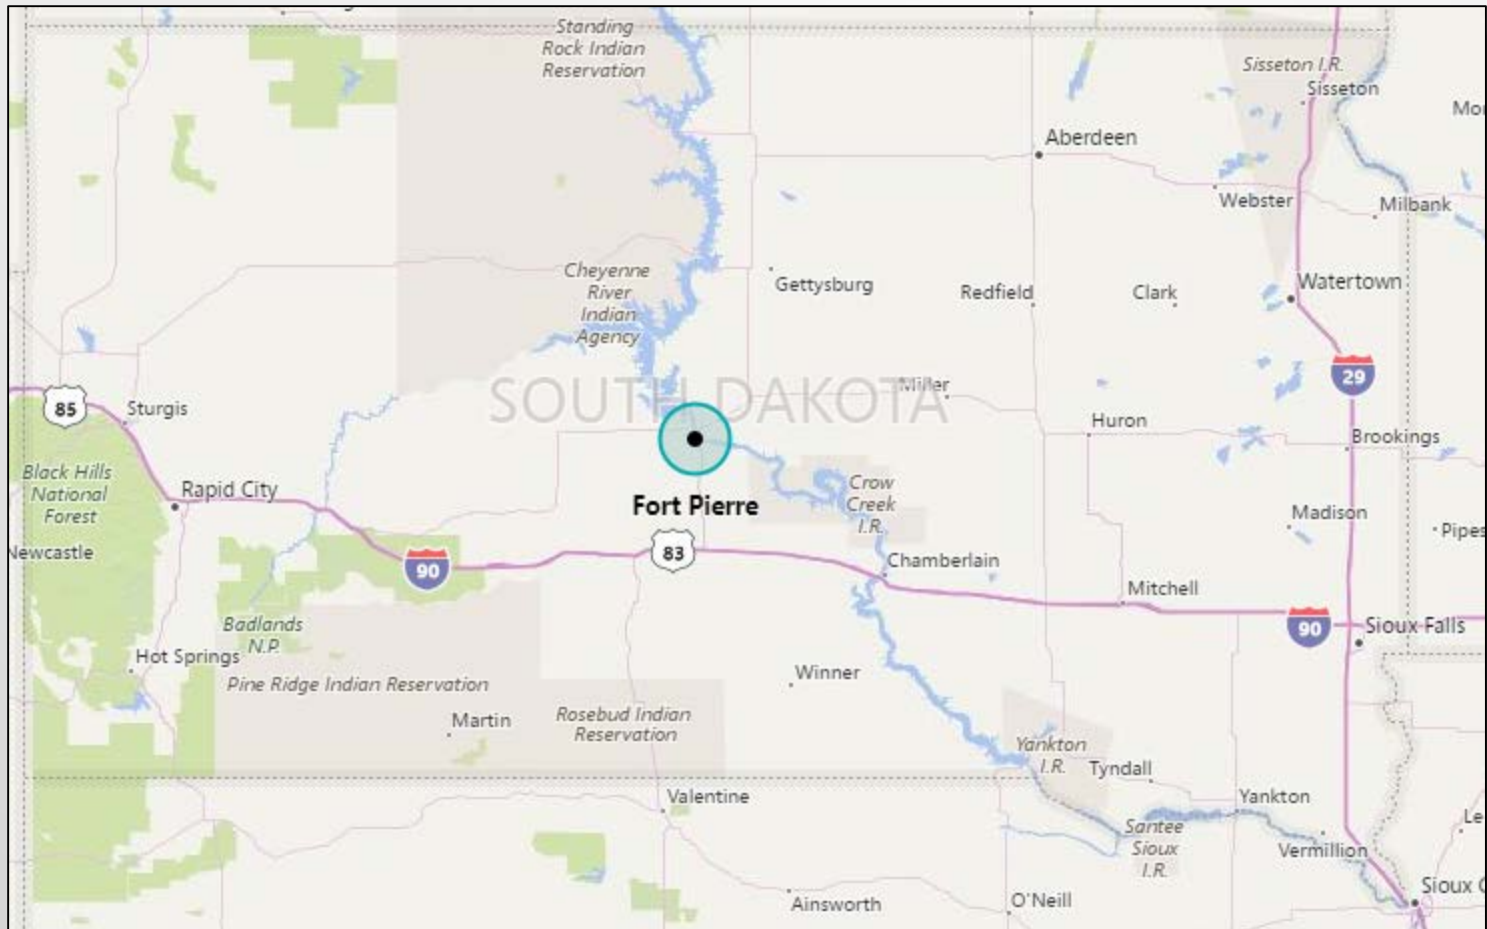 Standing
Rock Indian
Reservation
Sisseton I.R.
Sisseton
Aberdeen
Webster
Milbank
Cheyenne
River
Indian
Agency
Gettysburg
Redfield
Clark
Watertown
SOUTH DAKOTA
Miller
29
85
Sturgis
Huron
Brookings
Black Hills
National
Forest
Rapid City
Fort Pierre
Crow
Creek
I.R.
Madison
Pipes
Newcastle
90
83
Chamberlain
Mitchell
90
Sioux Falls
Badlands
N.P.
Hot Springs
Pine Ridge Indian Reservation
Winner
Martin
Rosebud Indian
Reservation
Yankton
I.R.
Tyndall
Valentine
Yankton
Santee
Sioux
I.R.
Vermillion
Le
Ainsworth
O'Neill
Sioux